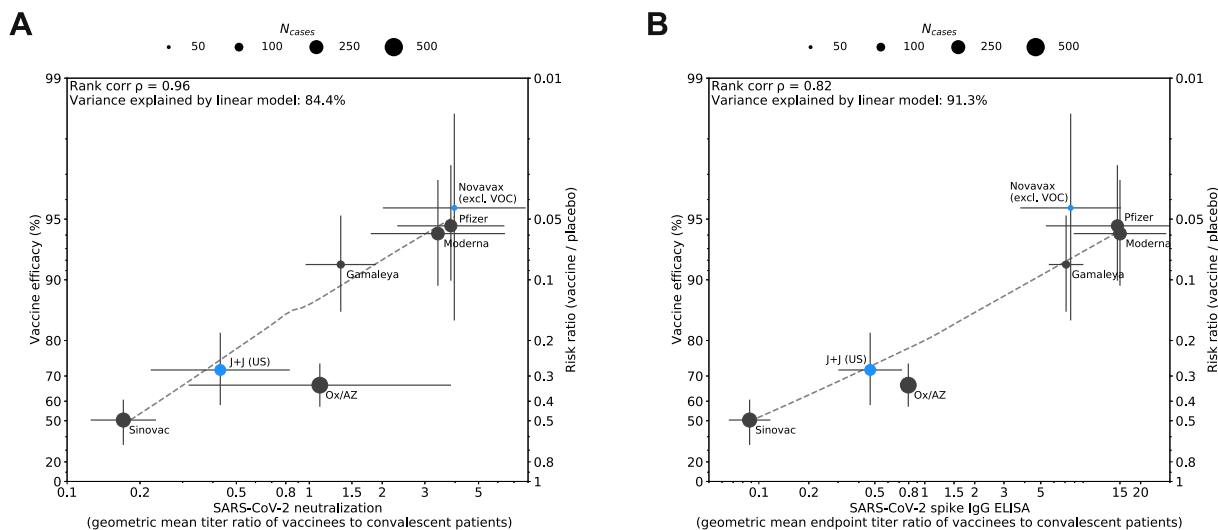 A
N_cases
50 100 250 500
Rank corr ρ = 0.96
Variance explained by linear model: 84.4%
Vaccine efficacy (%)
99
95
90
80
70
60
50
20
0
Risk ratio (vaccine / placebo)
0.01
0.05
0.1
0.2
0.3
0.4
0.5
0.8
1
Novavax
(excl. VOC)
Pfizer
Moderna
Gamaleya
J+J (US)
Ox/AZ
Sinovac
0.1 0.2 0.5 0.8 1 1.5 2 3 5
SARS-CoV-2 neutralization
(geometric mean titer ratio of vaccinees to convalescent patients)
B
N_cases
50 100 250 500
Rank corr ρ = 0.82
Variance explained by linear model: 91.3%
Vaccine efficacy (%)
99
95
90
80
70
60
50
20
0
Risk ratio (vaccine / placebo)
0.01
0.05
0.1
0.2
0.3
0.4
0.5
0.8
1
Novavax
(excl. VOC)
Pfizer
Moderna
Gamaleya
J+J (US)
Ox/AZ
Sinovac
0.1 0.2 0.5 0.8 1 1.5 2 3 5 10 15 20
SARS-CoV-2 spike IgG ELISA
(geometric mean endpoint titer ratio of vaccinees to convalescent patients)